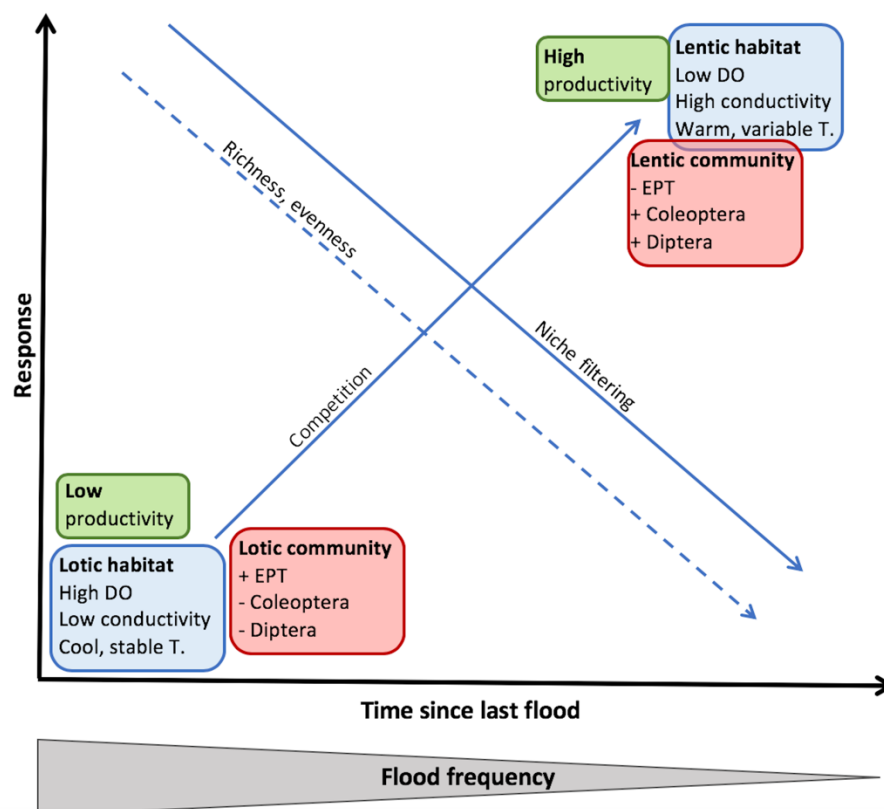 High
productivity
Lentic habitat
Low DO
High conductivity
Warm, variable T.
Lentic community
- EPT
+ Coleoptera
+ Diptera
Richness, evenness
Niche filtering
Competition
Response
Low
productivity
Lotic habitat
High DO
Low conductivity
Cool, stable T.
Lotic community
+ EPT
- Coleoptera
- Diptera
Time since last flood
Flood frequency